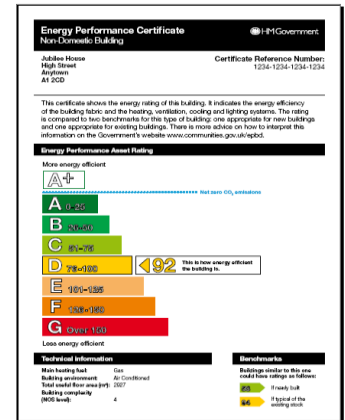 Energy Performance Certificate
Non-Domestic Building
HM Government
Jubilee House
High Street
Anytown
A1 2CD
Certificate Reference Number:
1234-1234-1234-1234
This certificate shows the energy rating of this building. It indicates the energy efficiency
of the building fabric and the heating, ventilation, cooling and lighting systems. The rating
is compared to two benchmarks for this type of building: one appropriate for new buildings
and one appropriate for existing buildings. There is more advice on how to interpret this
information on the Government's website www.communities.gov.uk/epbd.
Energy Performance Asset Rating
More energy efficient
A+
Net zero CO₂ emissions
A 0-25
B 26-50
C 51-75
D 76-100
92
This is how energy efficient
the building is.
E 101-125
F 126-150
G Over 150
Less energy efficient
Technical information
Main heating fuel: Gas
Building environment: Air Conditioned
Total useful floor area (m²): 2927
Building complexity
(NOS level): 4
Benchmarks
Buildings similar to this one
could have ratings as follows:
If newly built
If typical of the
existing stock